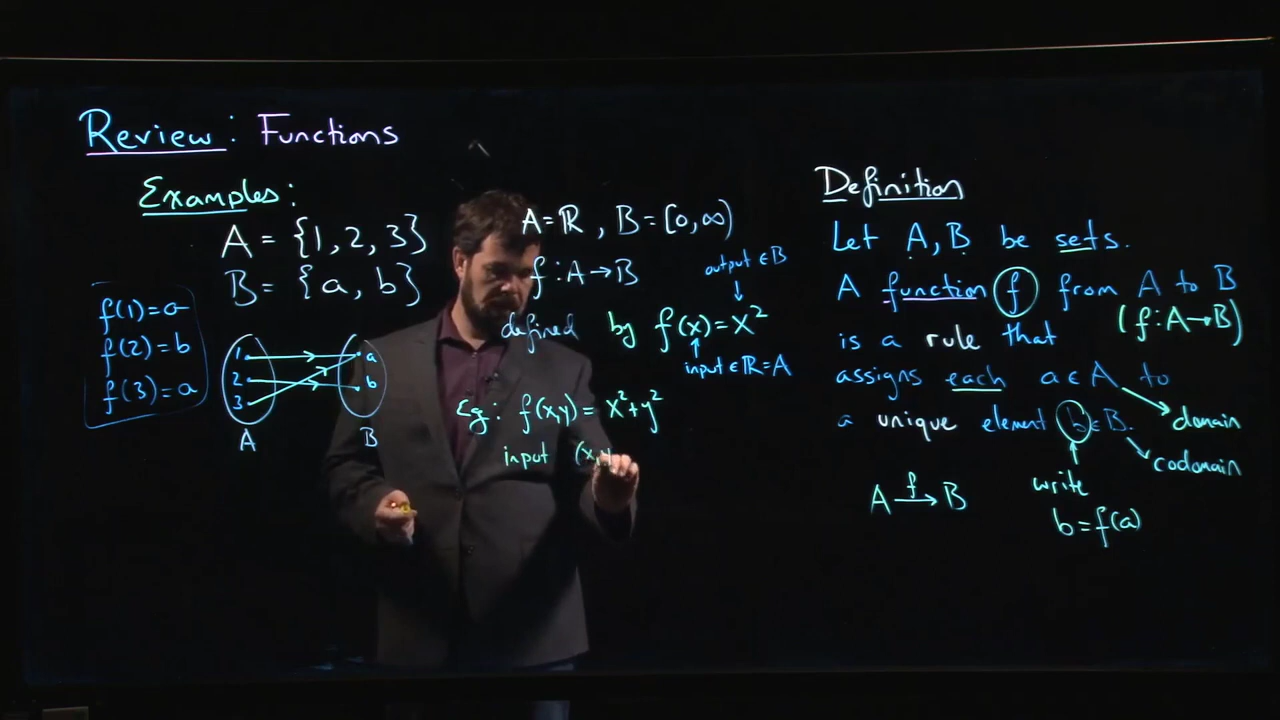 Review: Functions
Examples:
A = {1, 2, 3}
B = {a, b}
f(1)=a
f(2)=b
f(3)=a
1 a
2 b
3
A B
A=ℝ, B=[0,∞)
f:A→B
output ∈B
defined by f(x)=x²
input ∈ℝ=A
Eg: f(x,y)= x²+y²
input (x,y
Definition
Let A,B be sets.
A function f from A to B
(f:A→B)
is a rule that
assigns each a∈A to
domain
a unique element b∈B.
codomain
write
b=f(a)
A f→ B